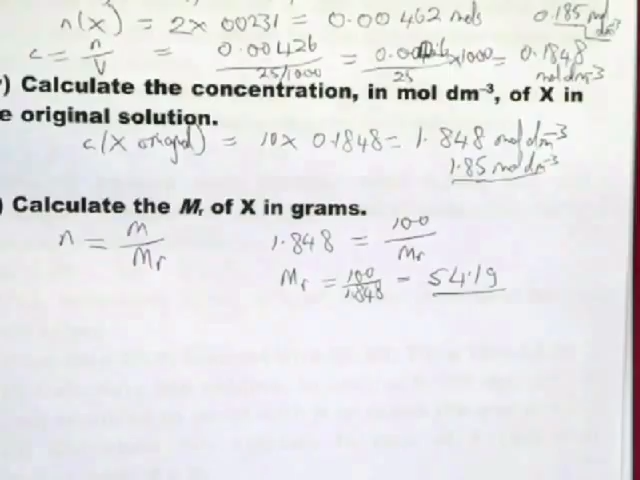 n(X) = 2 x 00231 = 0.00462 mols 0.185 mol dm⁻³
c = n/V = 0.00426 / 25/1000 = x1000 / 25 = 0.1848 mol dm⁻³
) Calculate the concentration, in mol dm⁻³, of X in
e original solution.
c(X original) = 10 x 0.1848 = 1.848 mol dm⁻³
1.85 mol dm⁻³
) Calculate the Mr of X in grams.
n = M/Mr 1.848 = 100/Mr
Mr = 100/1.848 = 54.19